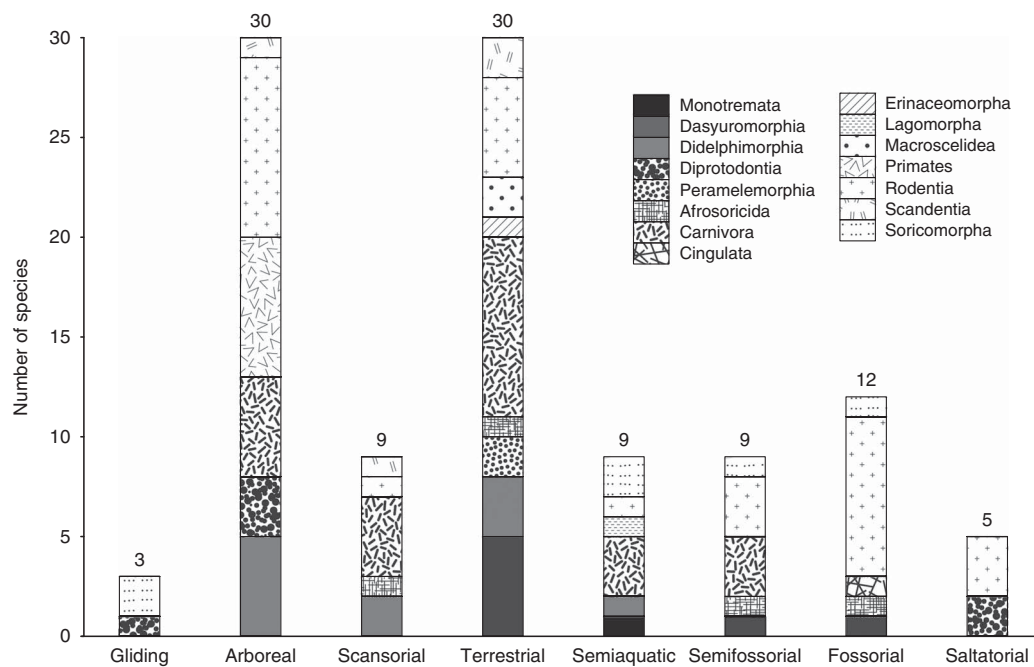 30
30
30
25
20
15
10
5
0
Number of species
3
9
9
9
12
5
Monotremata
Dasyuromorphia
Didelphimorphia
Diprotodontia
Peramelemorphia
Afrosoricida
Carnivora
Cingulata
Erinaceomorpha
Lagomorpha
Macroscelidea
Primates
Rodentia
Scandentia
Soricomorpha
Gliding
Arboreal
Scansorial
Terrestrial
Semiaquatic
Semifossorial
Fossorial
Saltatorial